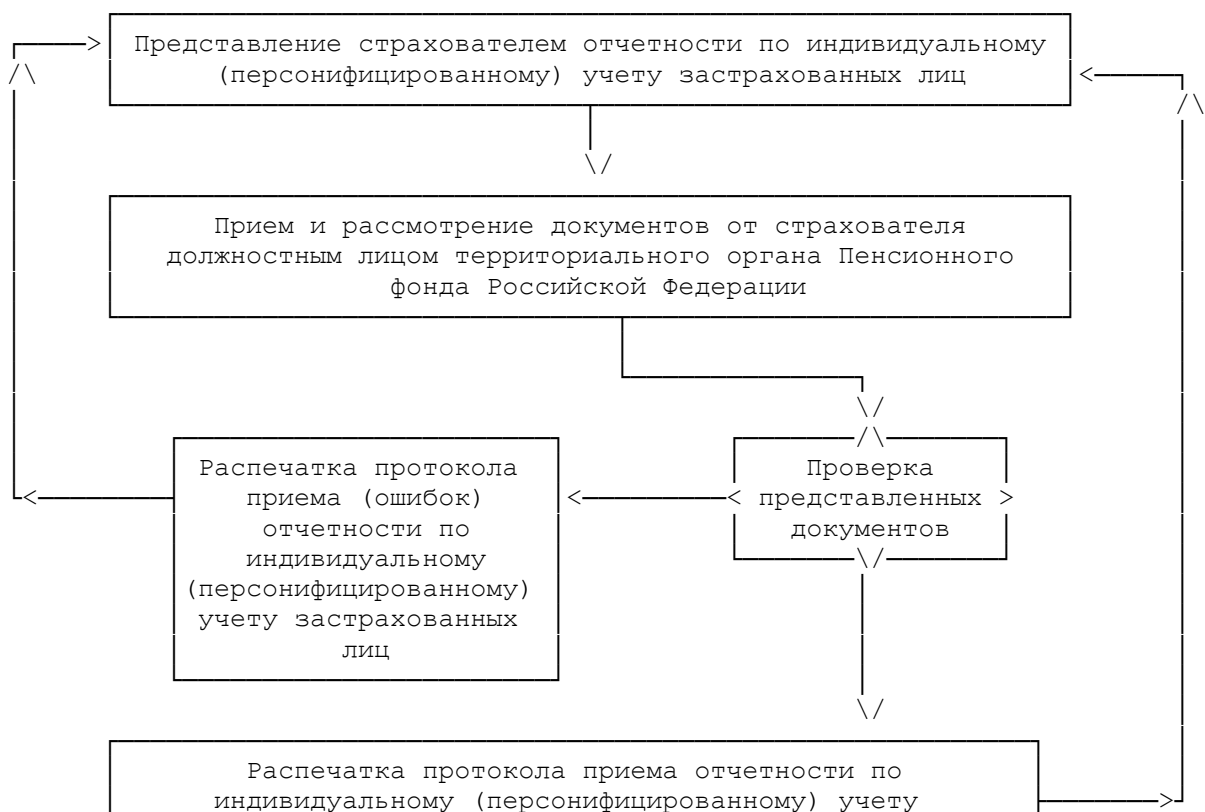 Представление страхователем отчетности по индивидуальному
(персонифицированному) учету застрахованных лиц
Прием и рассмотрение документов от страхователя
должностным лицом территориального органа Пенсионного
фонда Российской Федерации
Распечатка протокола
приема (ошибок)
отчетности по
индивидуальному
(персонифицированному)
учету застрахованных
лиц
Проверка
представленных
документов
Распечатка протокола приема отчетности по
индивидуальному (персонифицированному) учету